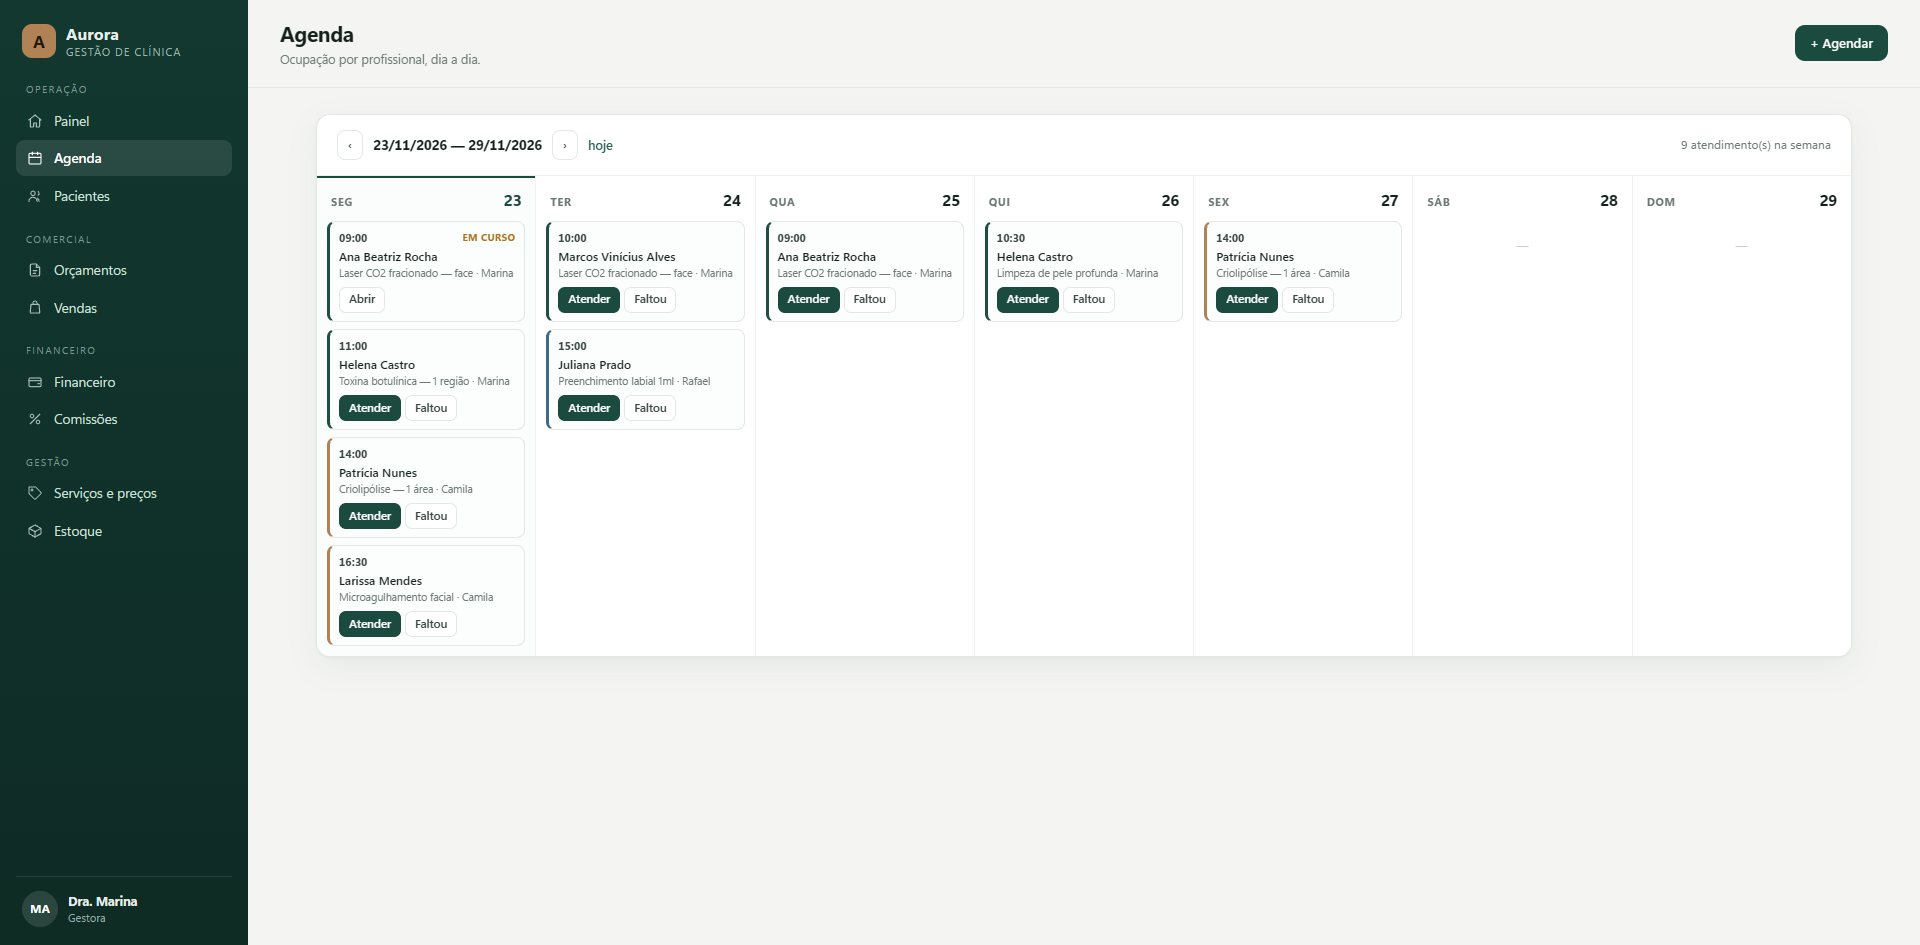 A
Aurora
GESTÃO DE CLÍNICA
OPERAÇÃO
Painel
Agenda
Pacientes
COMERCIAL
Orçamentos
Vendas
FINANCEIRO
Financeiro
Comissões
GESTÃO
Serviços e preços
Estoque
MA
Dra. Marina
Gestora
Agenda
Ocupação por profissional, dia a dia.
+ Agendar
‹ 23/11/2026 — 29/11/2026 › hoje
9 atendimento(s) na semana
SEG 23
09:00 EM CURSO
Ana Beatriz Rocha
Laser CO2 fracionado — face · Marina
Abrir
11:00
Helena Castro
Toxina botulínica — 1 região · Marina
Atender Faltou
14:00
Patrícia Nunes
Criolipólise — 1 área · Camila
Atender Faltou
16:30
Larissa Mendes
Microagulhamento facial · Camila
Atender Faltou
TER 24
10:00
Marcos Vinícius Alves
Laser CO2 fracionado — face · Marina
Atender Faltou
15:00
Juliana Prado
Preenchimento labial 1ml · Rafael
Atender Faltou
QUA 25
09:00
Ana Beatriz Rocha
Laser CO2 fracionado — face · Marina
Atender Faltou
QUI 26
10:30
Helena Castro
Limpeza de pele profunda · Marina
Atender Faltou
SEX 27
14:00
Patrícia Nunes
Criolipólise — 1 área · Camila
Atender Faltou
SÁB 28
—
DOM 29
—